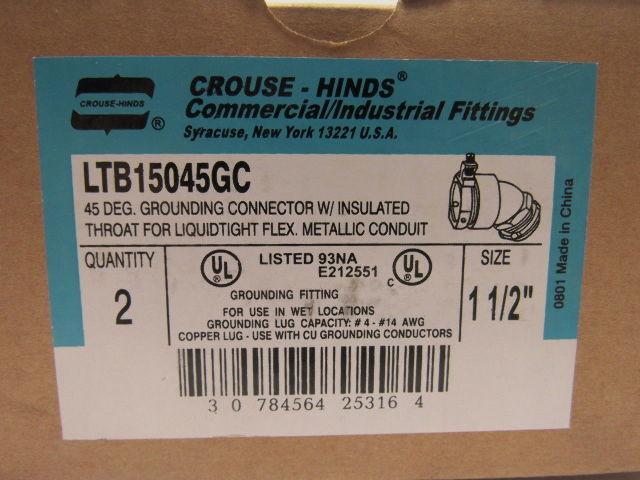 CROUSE-HINDS
®
CROUSE - HINDS®
Commercial/Industrial Fittings
Syracuse, New York 13221 U.S.A.
LTB15045GC
45 DEG. GROUNDING CONNECTOR W/ INSULATED
THROAT FOR LIQUIDTIGHT FLEX. METALLIC CONDUIT
QUANTITY
2
UL
LISTED 93NA
E212551
C
UL
GROUNDING FITTING
FOR USE IN WET LOCATIONS
GROUNDING LUG CAPACITY: #4 - #14 AWG
COPPER LUG - USE WITH CU GROUNDING CONDUCTORS
SIZE
1 1/2"
3 0 784564 25316 4
0801 Made in China